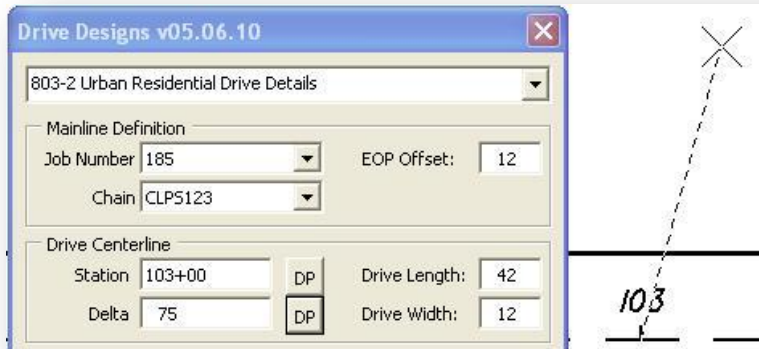 Drive Designs v05.06.10
803-2 Urban Residential Drive Details
Mainline Definition
Job Number 185 EOP Offset: 12
Chain CLPS123
Drive Centerline
Station 103+00 DP Drive Length: 42
Delta 75 DP Drive Width: 12
103